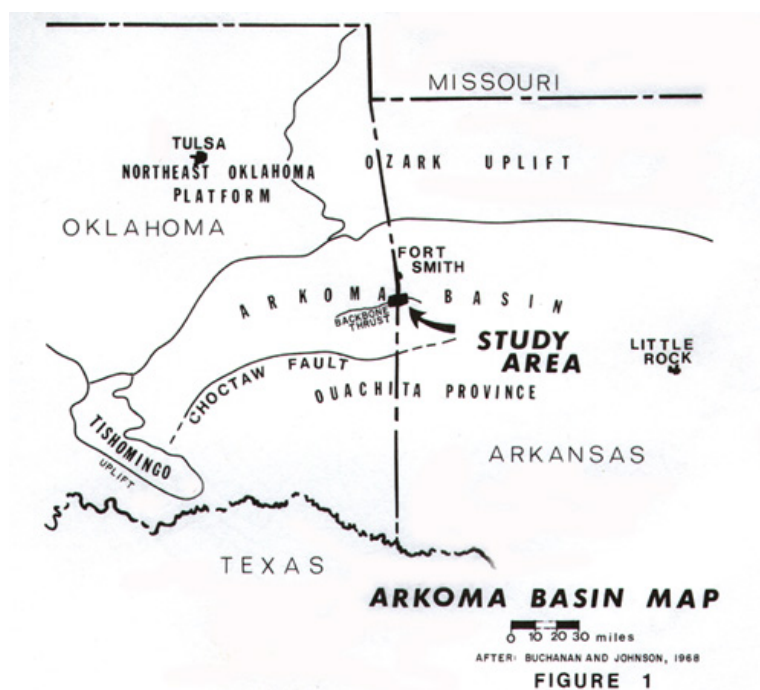 MISSOURI
TULSA
NORTHEAST OKLAHOMA
PLATFORM
OZARK UPLIFT
OKLAHOMA
FORT
SMITH
ARKOMA BASIN
BACKBONE
THRUST
STUDY
AREA
LITTLE
ROCK
CHOCTAW FAULT
OUACHITA PROVINCE
TISHOMINGO
UPLIFT
ARKANSAS
TEXAS
ARKOMA BASIN MAP
0 10 20 30 miles
AFTER: BUCHANAN AND JOHNSON, 1968
FIGURE 1